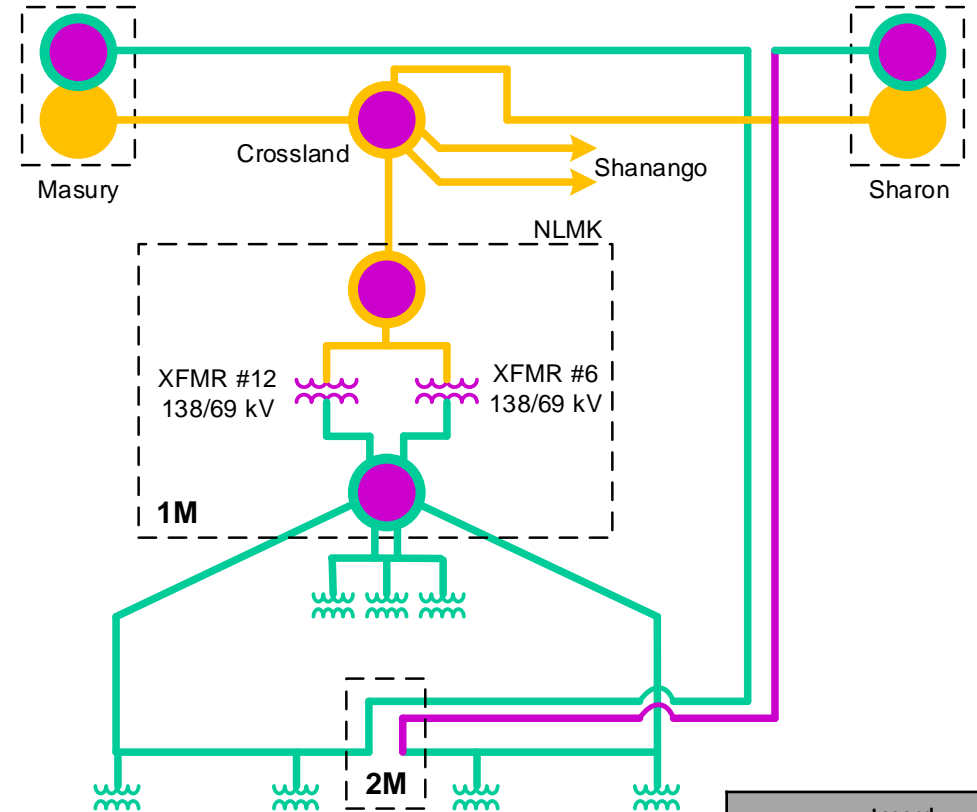 Crossland
Shanango
Masury
Sharon
NLMK
XFMR #12
138/69 kV
XFMR #6
138/69 kV
1M
2M